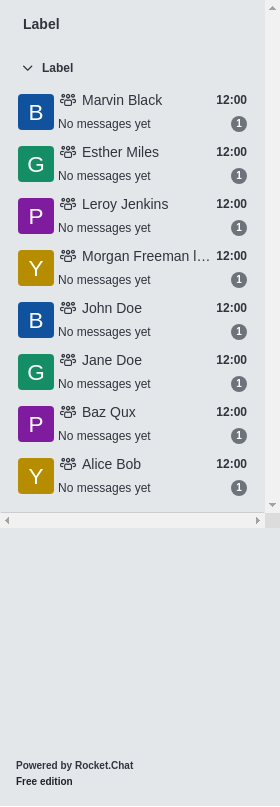 Label
Label
B Marvin Black 12:00
No messages yet 1
G Esther Miles 12:00
No messages yet 1
P Leroy Jenkins 12:00
No messages yet 1
Y Morgan Freeman l... 12:00
No messages yet 1
B John Doe 12:00
No messages yet 1
G Jane Doe 12:00
No messages yet 1
P Baz Qux 12:00
No messages yet 1
Y Alice Bob 12:00
No messages yet 1
Powered by Rocket.Chat
Free edition